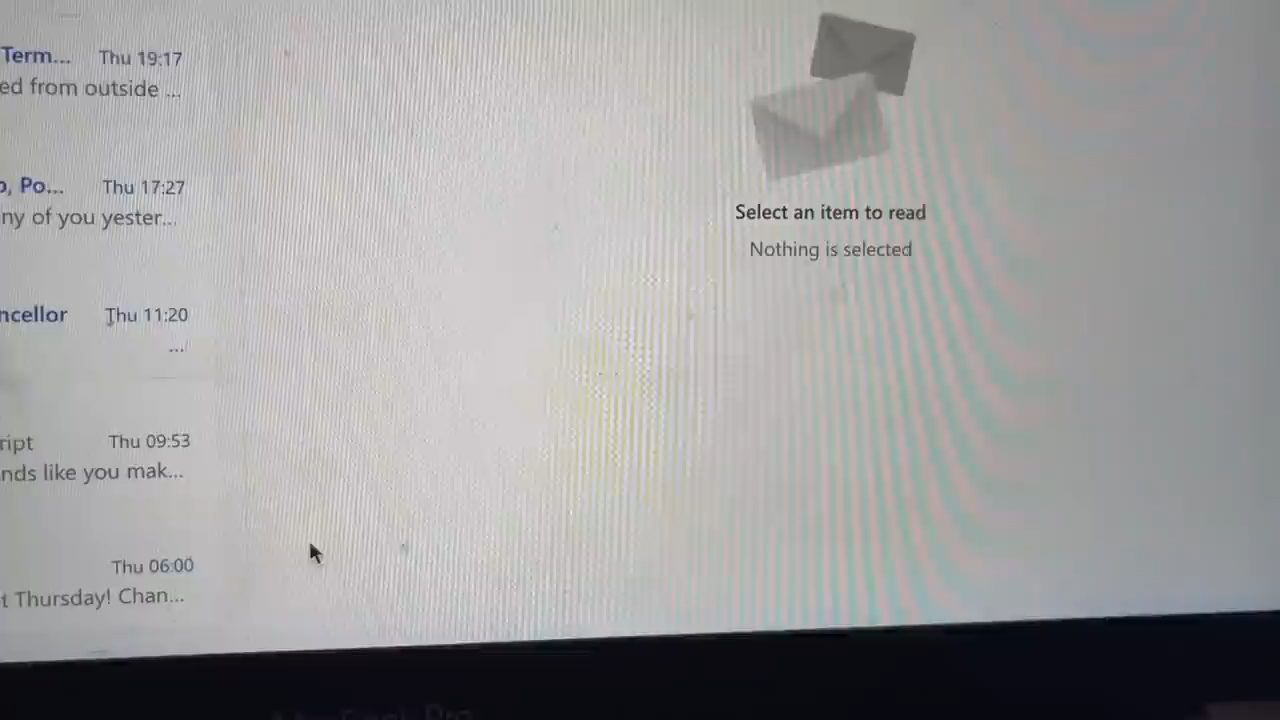 Term... Thu 19:17
ed from outside ...
o, Po... Thu 17:27
ny of you yester...
ncellor Thu 11:20
...
ript Thu 09:53
nds like you mak...
Thu 06:00
t Thursday! Chan...
Select an item to read
Nothing is selected